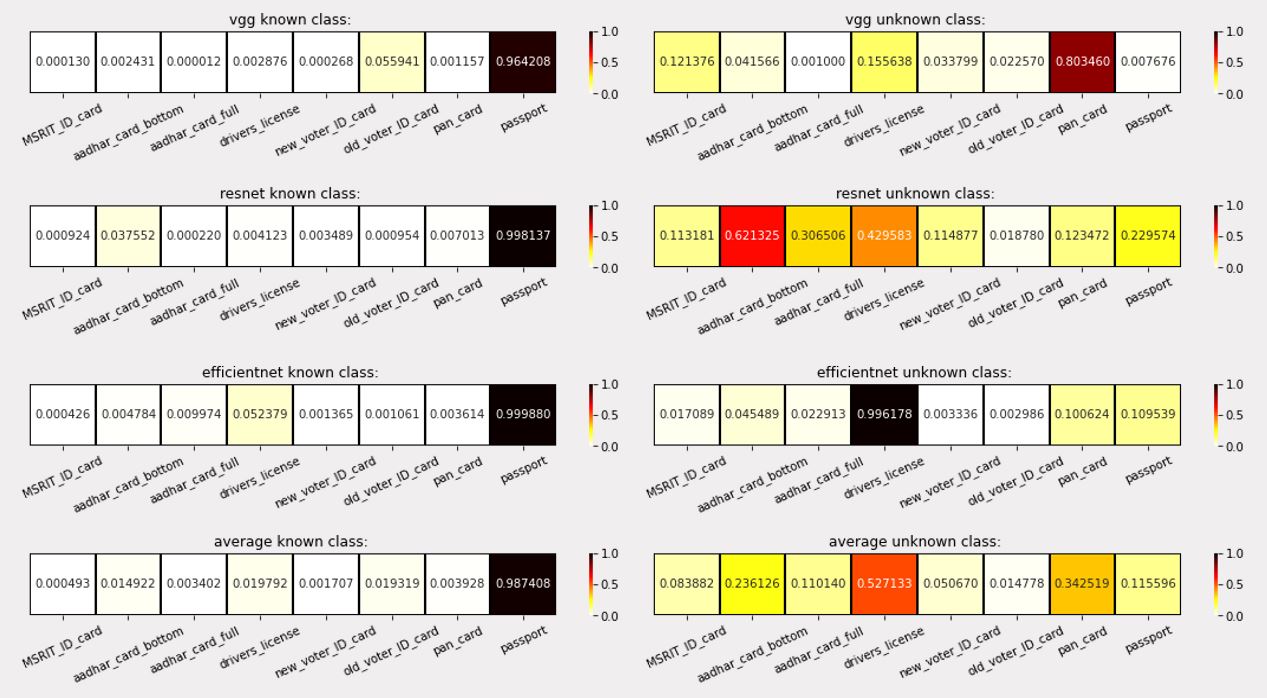 vgg known class:
0.000130 0.002431 0.000012 0.002876 0.000268 0.055941 0.001157 0.964208
1.0
0.5
0.0
MSRIT_ID_card aadhar_card_bottom aadhar_card_full drivers_license new_voter_ID_card old_voter_ID_card pan_card passport
vgg unknown class:
0.121376 0.041566 0.001000 0.155638 0.033799 0.022570 0.803460 0.007676
1.0
0.5
0.0
MSRIT_ID_card aadhar_card_bottom aadhar_card_full drivers_license new_voter_ID_card old_voter_ID_card pan_card passport
resnet known class:
0.000924 0.037552 0.000220 0.004123 0.003489 0.000954 0.007013 0.998137
1.0
0.5
0.0
MSRIT_ID_card aadhar_card_bottom aadhar_card_full drivers_license new_voter_ID_card old_voter_ID_card pan_card passport
resnet unknown class:
0.113181 0.621325 0.306506 0.429583 0.114877 0.018780 0.123472 0.229574
1.0
0.5
0.0
MSRIT_ID_card aadhar_card_bottom aadhar_card_full drivers_license new_voter_ID_card old_voter_ID_card pan_card passport
efficientnet known class:
0.000426 0.004784 0.009974 0.052379 0.001365 0.001061 0.003614 0.999880
1.0
0.5
0.0
MSRIT_ID_card aadhar_card_bottom aadhar_card_full drivers_license new_voter_ID_card old_voter_ID_card pan_card passport
efficientnet unknown class:
0.017089 0.045489 0.022913 0.996178 0.003336 0.002986 0.100624 0.109539
1.0
0.5
0.0
MSRIT_ID_card aadhar_card_bottom aadhar_card_full drivers_license new_voter_ID_card old_voter_ID_card pan_card passport
average known class:
0.000493 0.014922 0.003402 0.019792 0.001707 0.019319 0.003928 0.987408
1.0
0.5
0.0
MSRIT_ID_card aadhar_card_bottom aadhar_card_full drivers_license new_voter_ID_card old_voter_ID_card pan_card passport
average unknown class:
0.083882 0.236126 0.110140 0.527133 0.050670 0.014778 0.342519 0.115596
1.0
0.5
0.0
MSRIT_ID_card aadhar_card_bottom aadhar_card_full drivers_license new_voter_ID_card old_voter_ID_card pan_card passport